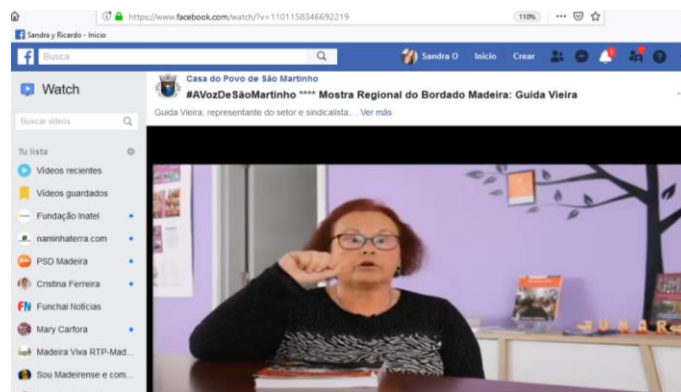 https://www.facebook.com/watch/?v=1101158346692219
110%
Sandra y Ricardo - Inicio
Busca
Sandra O Inicio Crear
Watch
Casa do Povo de São Martinho
#AVozDeSãoMartinho **** Mostra Regional do Bordado Madeira: Guida Vieira
Guida Vieira, representante do setor e sindicalista,... Ver más
Buscar videos
Tu lista
Videos recientes
Videos guardados
Fundação Inatel
naminhaterra.com
PSD Madeira
Cristina Ferreira
FN Funchal Notícias
Mary Carfora
Madeira Viva RTP-Mad...
Sou Madeirense e com...